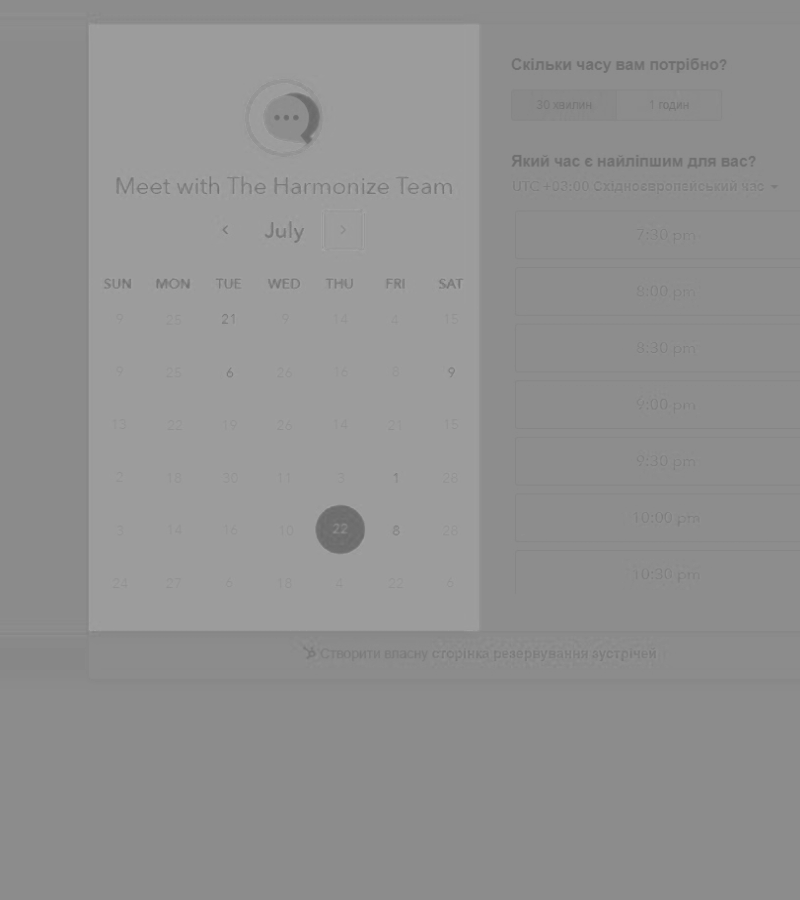 Meet with The Harmonize Team
July
SUN MON TUE WED THU FRI SAT
9 25 21 9 14 4 15
9 25 6 26 16 8 9
13 22 19 26 14 21 15
2 18 30 11 3 1 28
3 14 16 10 22 8 28
24 27 6 18 4 22 6
Скільки часу вам потрібно?
30 хвилин 1 годин
Який час є найліпшим для вас?
UTC +03:00 Східноєвропейський час
7:30 pm
8:00 pm
8:30 pm
9:00 pm
9:30 pm
10:00 pm
10:30 pm
Створити власну сторінка резервування зустрічей